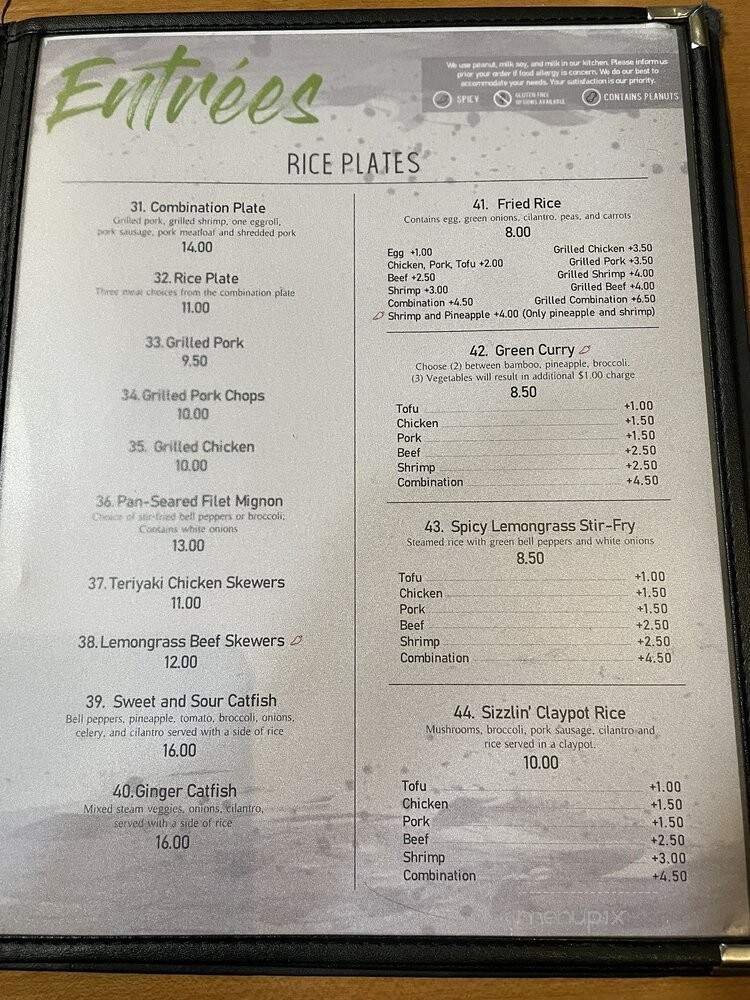 Entrées
We use peanut, milk soy, and milk in our kitchen. Please inform us
prior your order if food allergy is concern. We do our best to
accommodate your needs. Your satisfaction is our priority.
SPICY
GLUTEN FREE
OPTIONS AVAILABLE
CONTAINS PEANUTS
RICE PLATES
31. Combination Plate
Grilled pork, grilled shrimp, one eggroll,
pork sausage, pork meatloaf and shredded pork
14.00
32. Rice Plate
Three meat choices from the combination plate
11.00
33. Grilled Pork
9.50
34. Grilled Pork Chops
10.00
35. Grilled Chicken
10.00
36. Pan-Seared Filet Mignon
Choice of stir-fried bell peppers or broccoli;
Contains white onions
13.00
37. Teriyaki Chicken Skewers
11.00
38. Lemongrass Beef Skewers
12.00
39. Sweet and Sour Catfish
Bell peppers, pineapple, tomato, broccoli, onions,
celery, and cilantro served with a side of rice
16.00
40. Ginger Catfish
Mixed steam veggies, onions, cilantro,
served with a side of rice
16.00
41. Fried Rice
Contains egg, green onions, cilantro, peas, and carrots
8.00
Egg +1.00
Chicken, Pork, Tofu +2.00
Beef +2.50
Shrimp +3.00
Combination +4.50
Grilled Chicken +3.50
Grilled Pork +3.50
Grilled Shrimp +4.00
Grilled Beef +4.00
Grilled Combination +6.50
Shrimp and Pineapple +4.00 (Only pineapple and shrimp)
42. Green Curry
Choose (2) between bamboo, pineapple, broccoli.
(3) Vegetables will result in additional $1.00 charge
8.50
Tofu +1.00
Chicken +1.50
Pork +1.50
Beef +2.50
Shrimp +2.50
Combination +4.50
43. Spicy Lemongrass Stir-Fry
Steamed rice with green bell peppers and white onions
8.50
Tofu +1.00
Chicken +1.50
Pork +1.50
Beef +2.50
Shrimp +2.50
Combination +4.50
44. Sizzlin' Claypot Rice
Mushrooms, broccoli, pork sausage, cilantro and
rice served in a claypot.
10.00
Tofu +1.00
Chicken +1.50
Pork +1.50
Beef +2.50
Shrimp +3.00
Combination +4.50
menupix